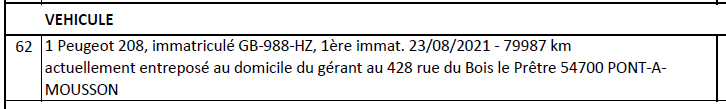 VEHICULE
62 1 Peugeot 208, immatriculé GB-988-HZ, 1ère immat. 23/08/2021 - 79987 km
actuellement entreposé au domicile du gérant au 428 rue du Bois le Prêtre 54700 PONT-A-
MOUSSON